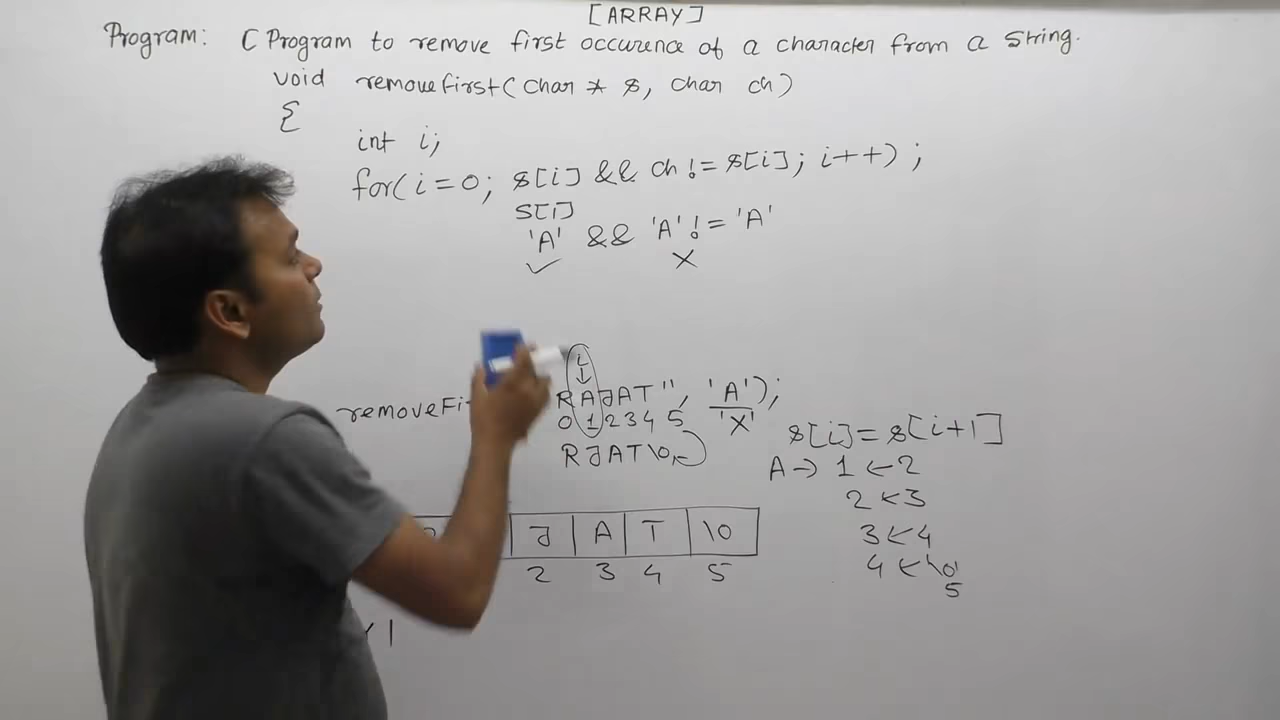 [ARRAY]
Program: C Program to remove first occurence of a character from a string.
void removeFirst(char * s, char ch)
{
int i;
for(i=0; s[i] && ch!=s[i]; i++);
s[i]
'A' && 'A'!='A'
✓ X
i
↓
RAJAT", 'A');
0 1 2 3 4 5 'X'
RJAT\0
s[i]=s[i+1]
A→ 1←2
2←3
3←4
4←'\0'
5
J A T \0
2 3 4 5